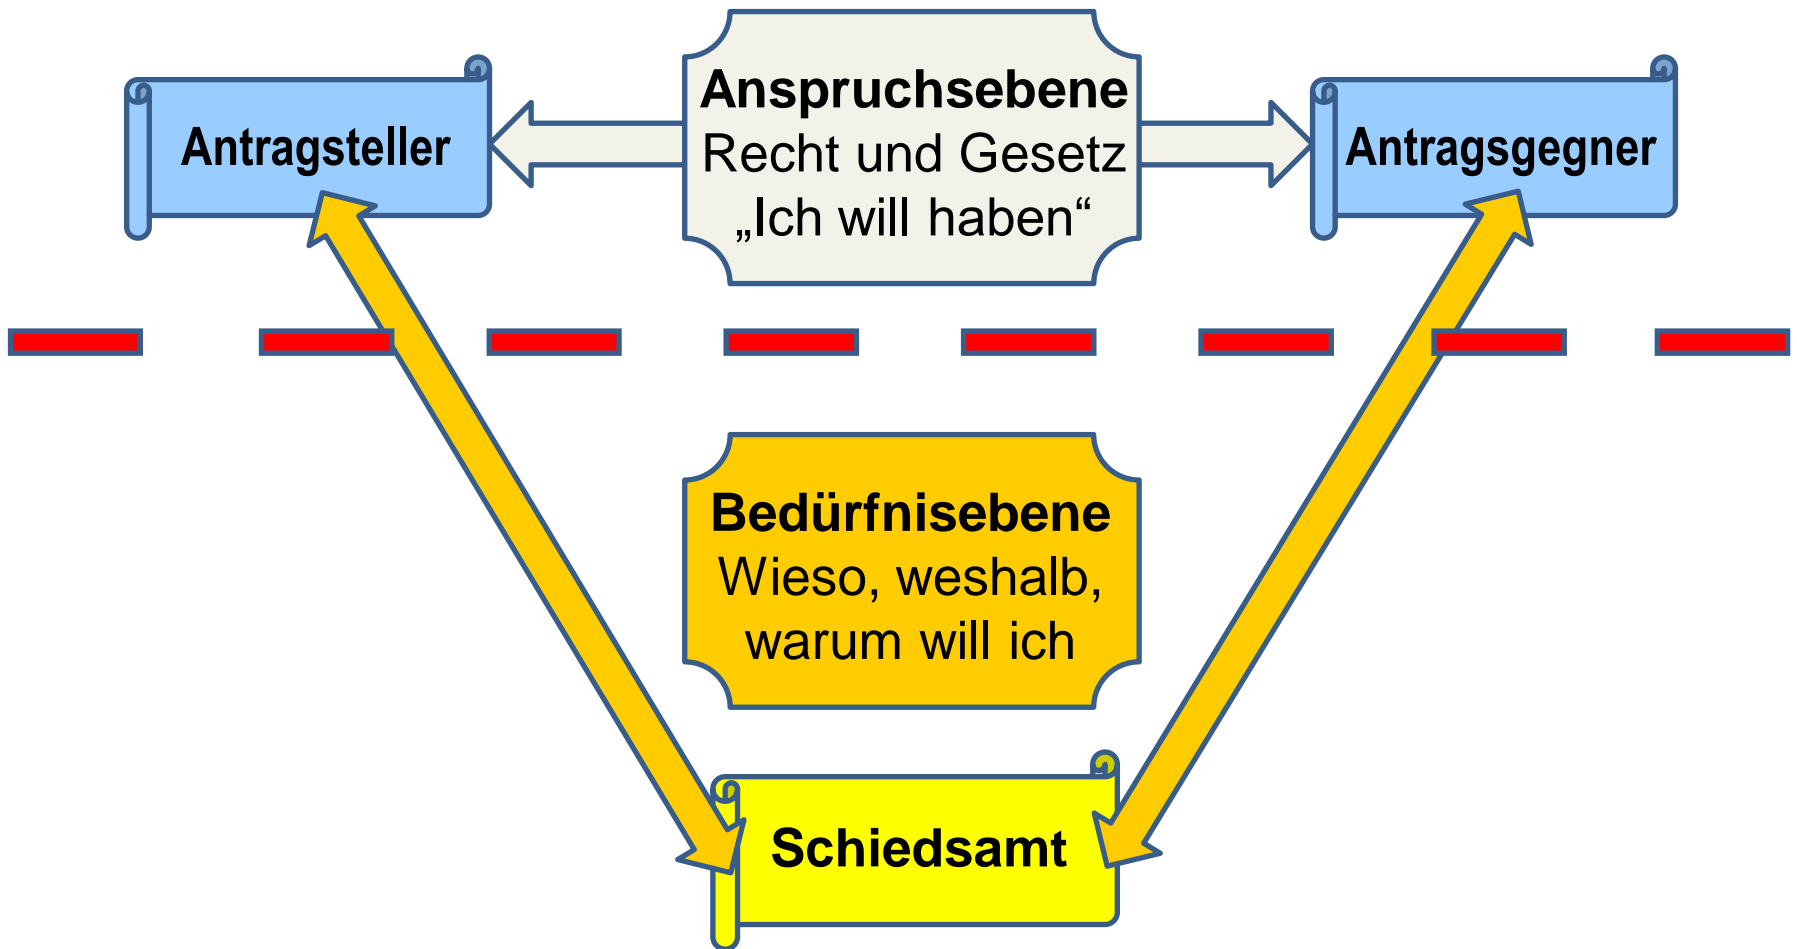 Antragsteller
Anspruchsebene
Recht und Gesetz
„Ich will haben“
Antragsgegner
Bedürfnisebene
Wieso, weshalb,
warum will ich
Schiedsamt